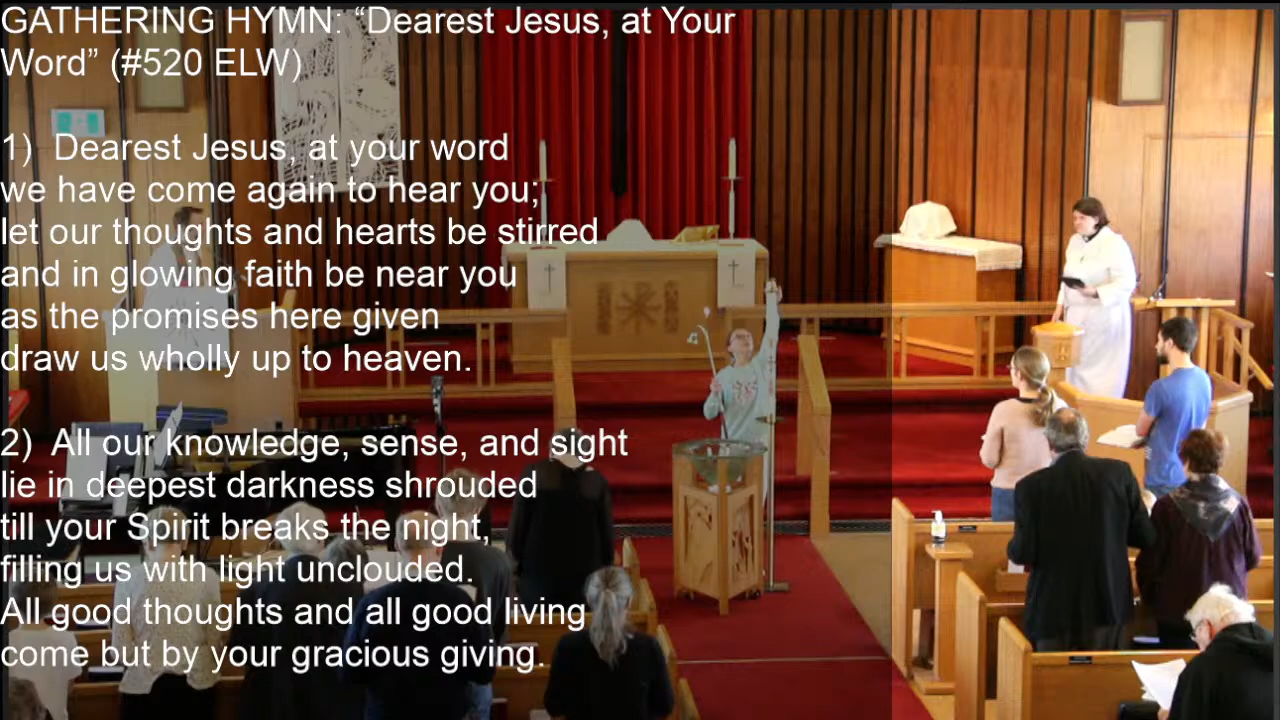 GATHERING HYMN: “Dearest Jesus, at Your
Word” (#520 ELW)
1) Dearest Jesus, at your word
we have come again to hear you;
let our thoughts and hearts be stirred
and in glowing faith be near you
as the promises here given
draw us wholly up to heaven.
2) All our knowledge, sense, and sight
lie in deepest darkness shrouded
till your Spirit breaks the night,
filling us with light unclouded.
All good thoughts and all good living
come but by your gracious giving.